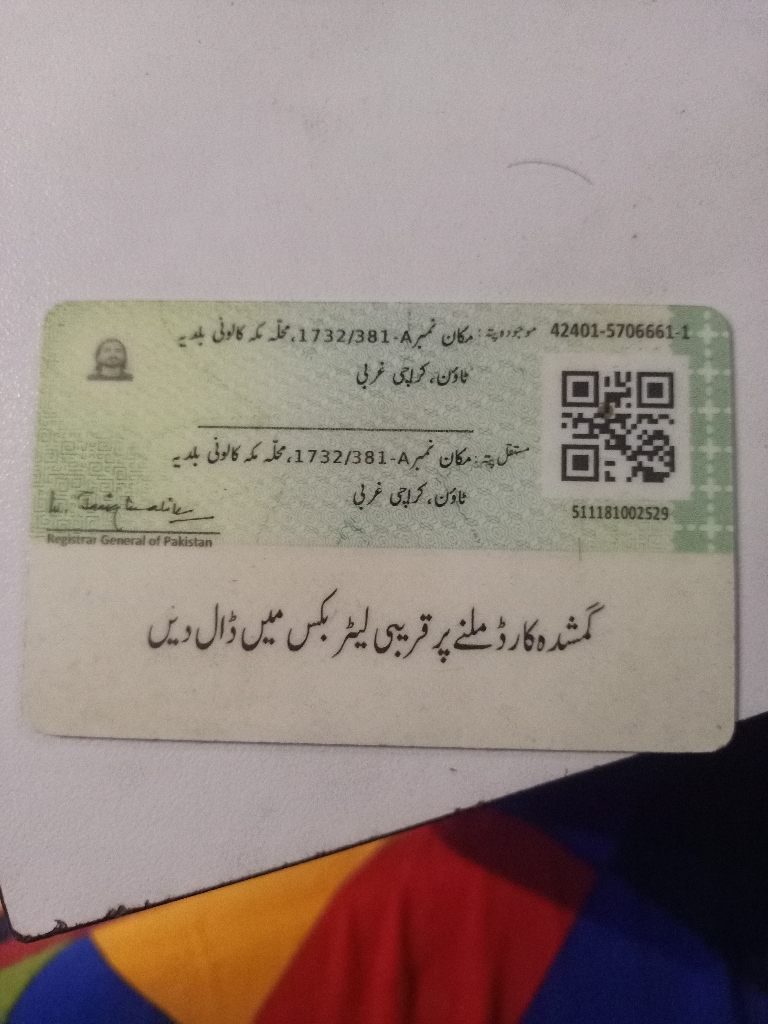 42401-5706661-1
موجودہ پتہ: مکان نمبر 1732/381-A، محلّہ مکہ کالونی بلدیہ
ٹاؤن، کراچی غربی
مستقل پتہ: مکان نمبر 1732/381-A، محلّہ مکہ کالونی بلدیہ
ٹاؤن، کراچی غربی
511181002529
Registrar General of Pakistan
گمشدہ کارڈ ملنے پر قریبی لیٹر بکس میں ڈال دیں